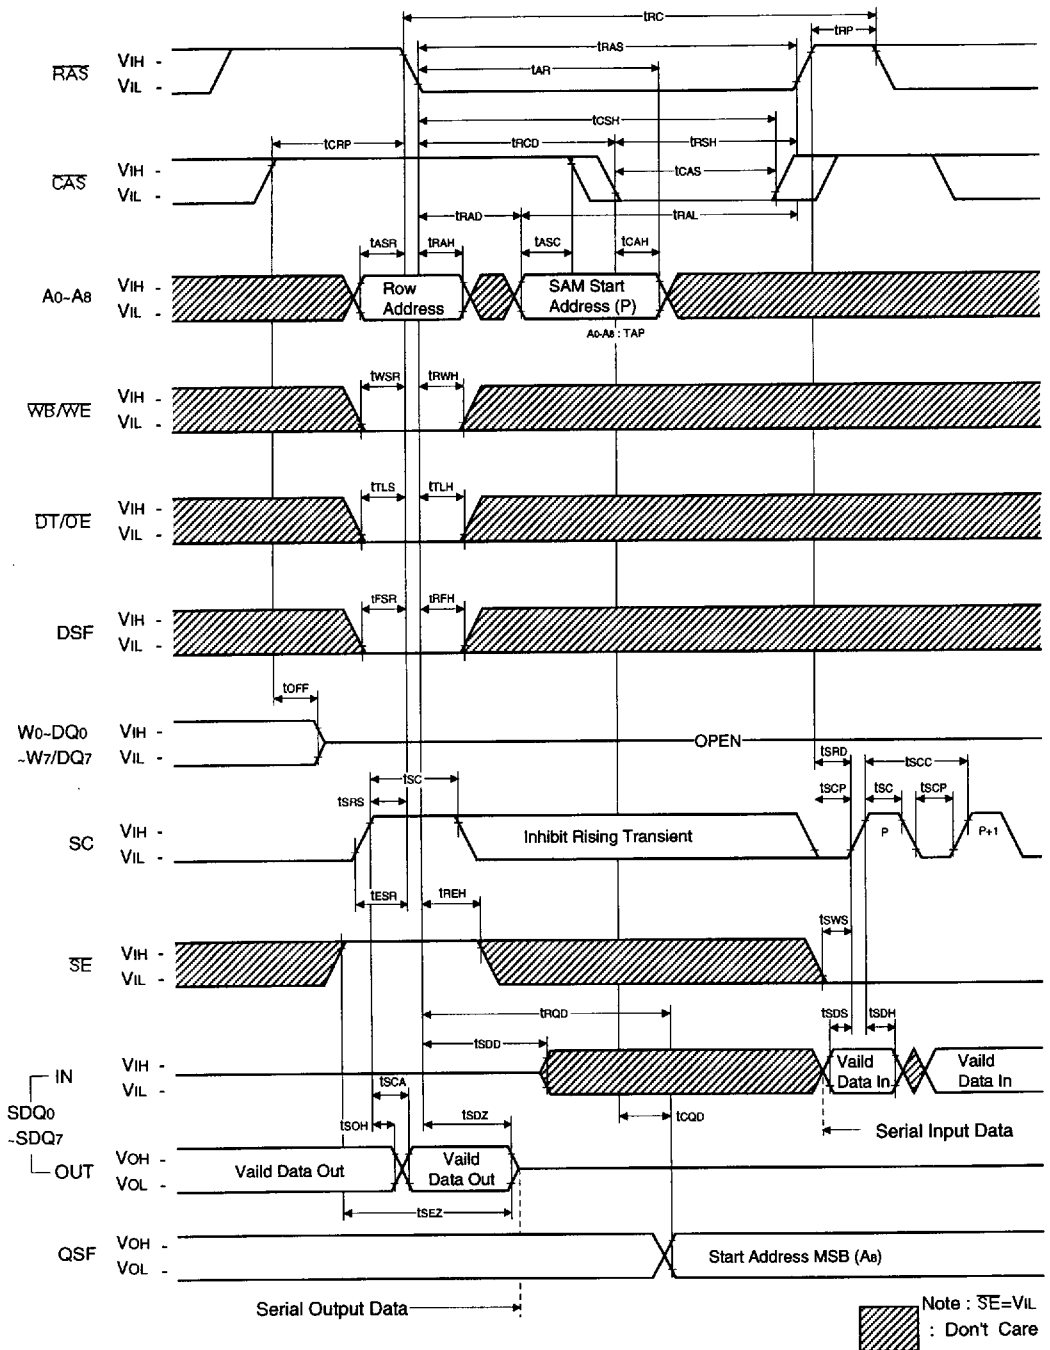 tRC
tRP
RAS
VIH -
VIL -
tRAS
tAR
tCSH
tCRP
tRCD
tRSH
CAS
VIH -
VIL -
tCAS
tRAD
tRAL
tASR
tRAH
tASC
tCAH
A0~A8
VIH -
VIL -
Row
Address
SAM Start
Address (P)
A0-A8 : TAP
tWSR
tRWH
WB/WE
VIH -
VIL -
tTLS
tTLH
DT/OE
VIH -
VIL -
tFSR
tRFH
DSF
VIH -
VIL -
tOFF
W0~DQ0
~W7/DQ7
VIH -
VIL -
OPEN
tSRD
tSCC
tSC
tSRS
tSCP
tSC
tSCP
SC
VIH -
VIL -
Inhibit Rising Transient
P
P+1
tESR
tREH
tSWS
SE
VIH -
VIL -
tRQD
tSDD
tSDS
tSDH
IN
VIH -
VIL -
Vaild
Data In
Vaild
Data In
SDQ0
~SDQ7
tSCA
tSOH
tSDZ
tCQD
Serial Input Data
OUT
VOH -
VOL -
Vaild Data Out
Vaild
Data Out
tSEZ
QSF
VOH -
VOL -
Start Address MSB (A8)
Serial Output Data
Note : SE=VIL
: Don't Care